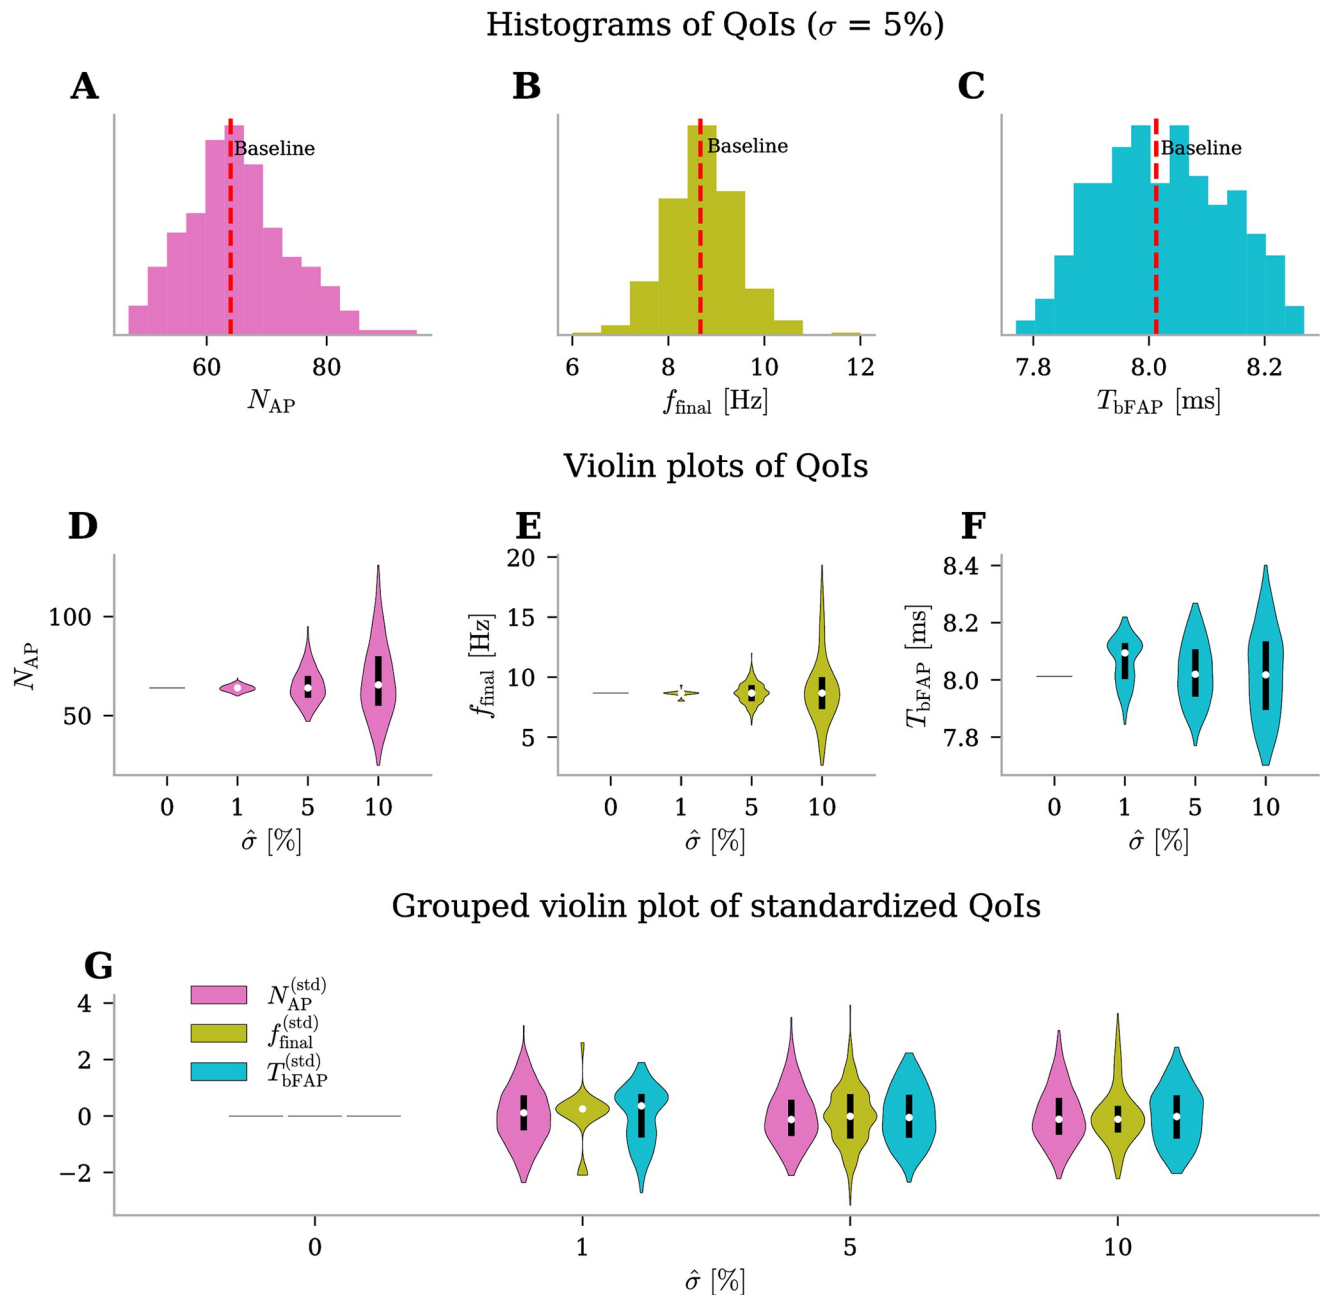 Histograms of QoIs (σ = 5%)
A
B
C
Baseline
Baseline
Baseline
60 80
6 8 10 12
7.8 8.0 8.2
N_AP
f_final [Hz]
T_bFAP [ms]
Violin plots of QoIs
D
E
F
N_AP
100
50
0 1 5 10
σ̂ [%]
f_final [Hz]
20
15
10
5
0 1 5 10
σ̂ [%]
T_bFAP [ms]
8.4
8.2
8.0
7.8
0 1 5 10
σ̂ [%]
Grouped violin plot of standardized QoIs
G
N_AP^(std)
f_final^(std)
T_bFAP^(std)
4
2
0
−2
0 1 5 10
σ̂ [%]